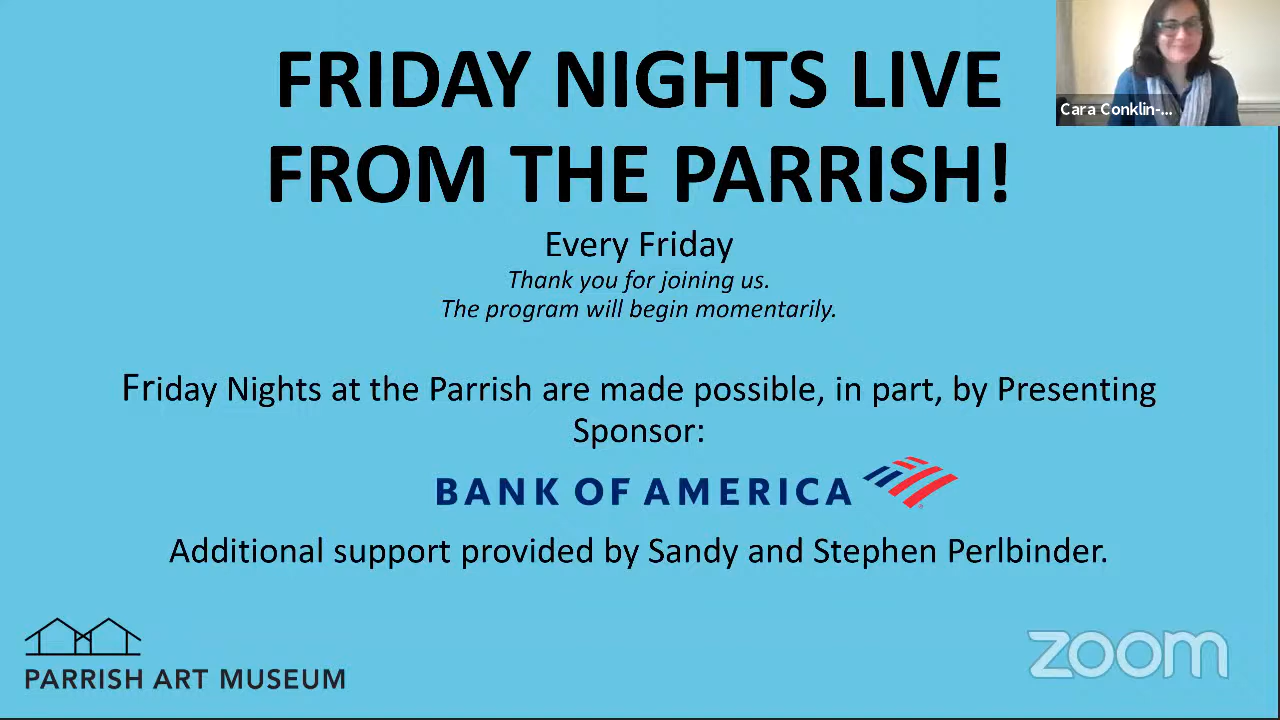 FRIDAY NIGHTS LIVE
FROM THE PARRISH!
Cara Conklin-...
Every Friday
Thank you for joining us.
The program will begin momentarily.
Friday Nights at the Parrish are made possible, in part, by Presenting
Sponsor:
BANK OF AMERICA
Additional support provided by Sandy and Stephen Perlbinder.
PARRISH ART MUSEUM
zoom